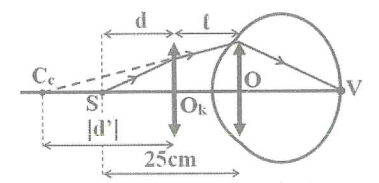 d ℓ
C_c S O_k O V
|d'|
25cm